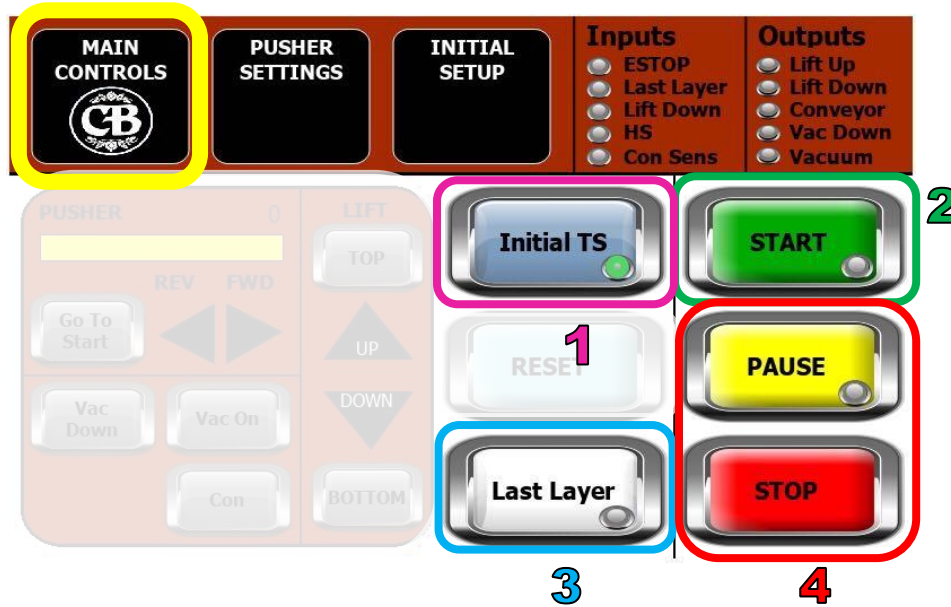 MAIN
CONTROLS
CB
PUSHER
SETTINGS
INITIAL
SETUP
Inputs
ESTOP
Last Layer
Lift Down
HS
Con Sens
Outputs
Lift Up
Lift Down
Conveyor
Vac Down
Vacuum
PUSHER 0
LIFT
TOP
REV FWD
Go To
Start
UP
DOWN
Vac
Down
Vac On
Con
BOTTOM
Initial TS
1
START
2
RESET
PAUSE
Last Layer
3
STOP
4